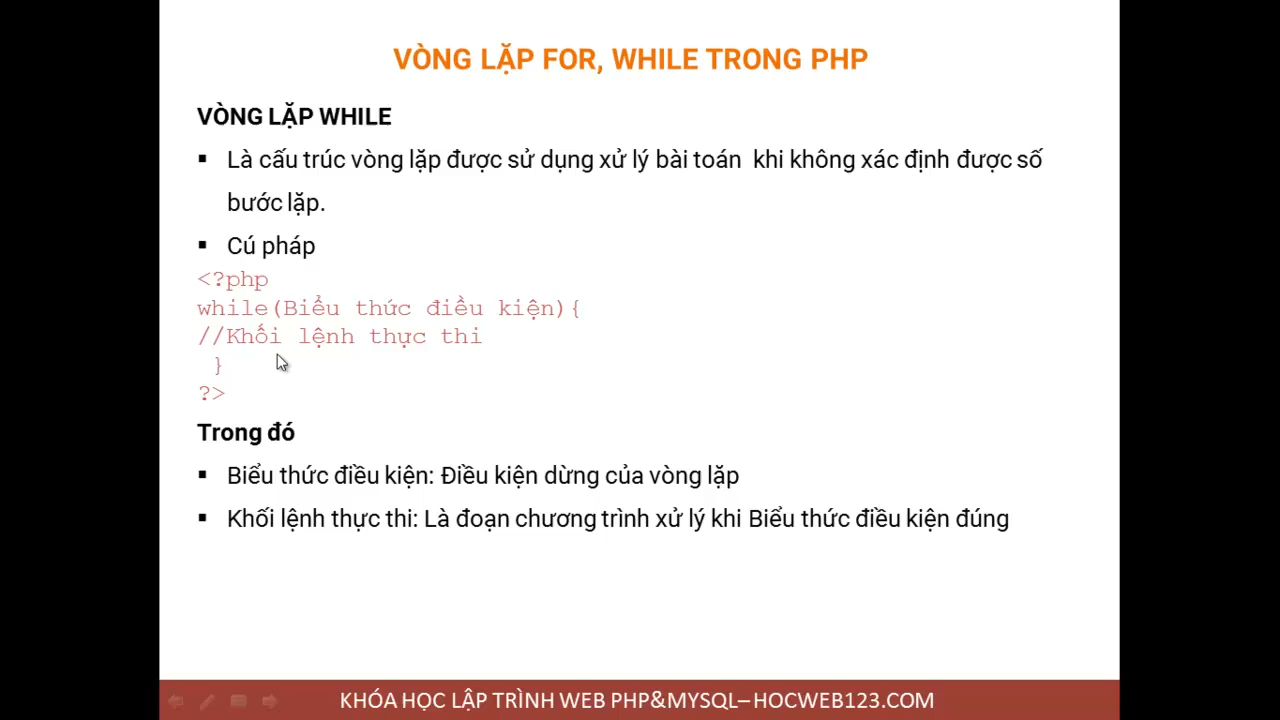 VÒNG LẶP FOR, WHILE TRONG PHP
VÒNG LẶP WHILE
▪ Là cấu trúc vòng lặp được sử dụng xử lý bài toán khi không xác định được số
bước lặp.
▪ Cú pháp
<?php
while(Biểu thức điều kiện){
//Khối lệnh thực thi
}
?>
Trong đó
▪ Biểu thức điều kiện: Điều kiện dừng của vòng lặp
▪ Khối lệnh thực thi: Là đoạn chương trình xử lý khi Biểu thức điều kiện đúng
KHÓA HỌC LẬP TRÌNH WEB PHP&MYSQL–HOCWEB123.COM